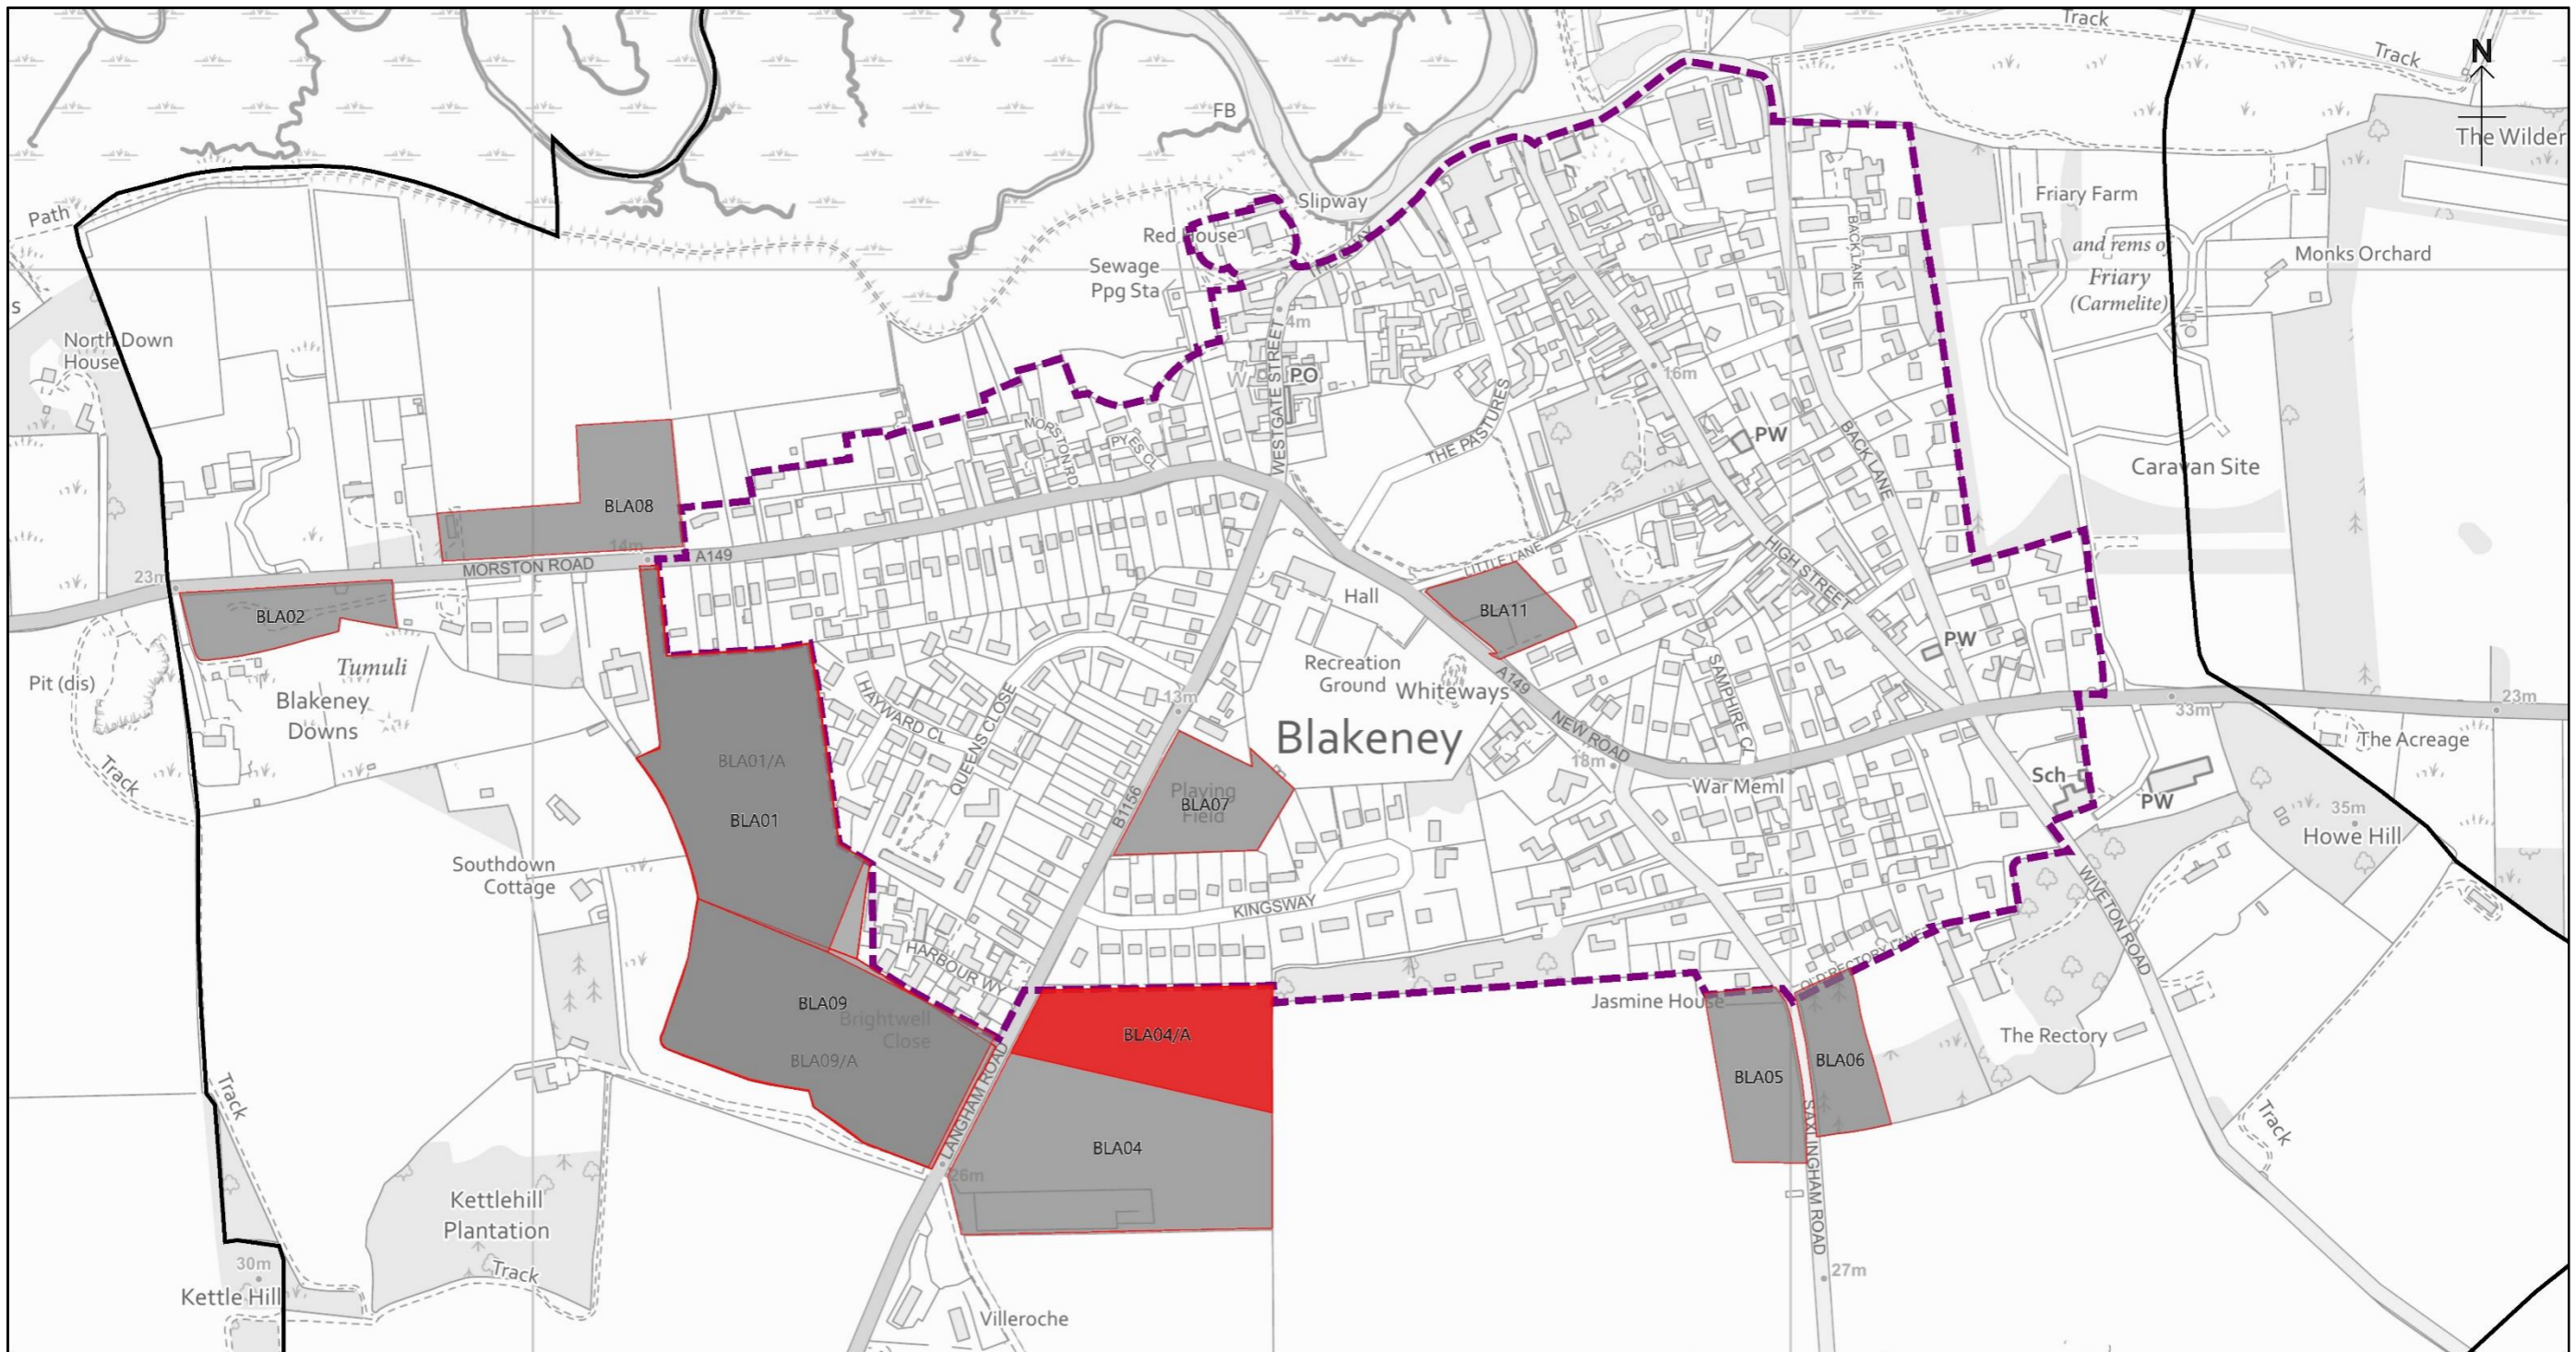 Track
Track
N
The Wilder
FB
Path
Slipway
Red House
Sewage
Ppg Sta
Friary Farm
and rems of
Friary
(Carmelite)
Monks Orchard
BACK LANE
s
North Down
House
4m
WESTGATE STREET
PO
16m
THE PASTURES
PW
BACK LANE
MORSTON RD
PYES CL
Caravan Site
BLA08
14m
A149
MORSTON ROAD
23m
BLA02
Tumuli
Pit (dis)
Blakeney
Downs
Track
LITTLE LANE
BLA11
Hall
HIGH STREET
PW
Recreation
Ground
Whiteways
A149
SAMPHIRE CL
NEW ROAD
13m
HAYWARD CL
QUEENS CLOSE
Blakeney
18m
War Meml
33m
23m
The Acreage
Sch
PW
35m
Howe Hill
BLA01/A
BLA01
B1156
Playing
Field
BLA07
Southdown
Cottage
KINGSWAY
HARBOUR WY
WIVETON ROAD
OLD RECTORY LANE
BLA09
Brightwell
Close
BLA09/A
BLA04/A
Jasmine House
BLA05
BLA06
The Rectory
LANGHAM ROAD
BLA04
26m
SAXLINGHAM ROAD
Track
Track
Kettlehill
Plantation
Track
30m
Kettle Hill
27m
Villeroche